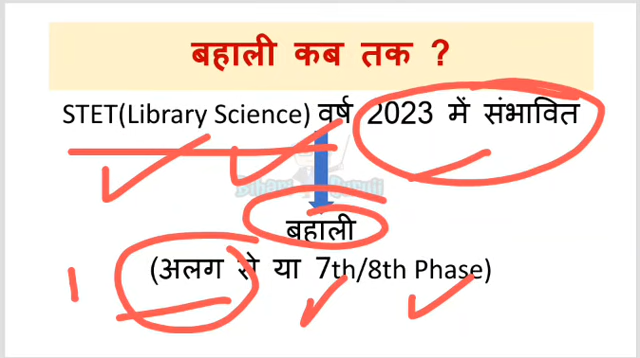 बहाली कब तक ?
STET(Library Science) वर्ष 2023 में संभावित
बहाली
(अलग से या 7th/8th Phase)